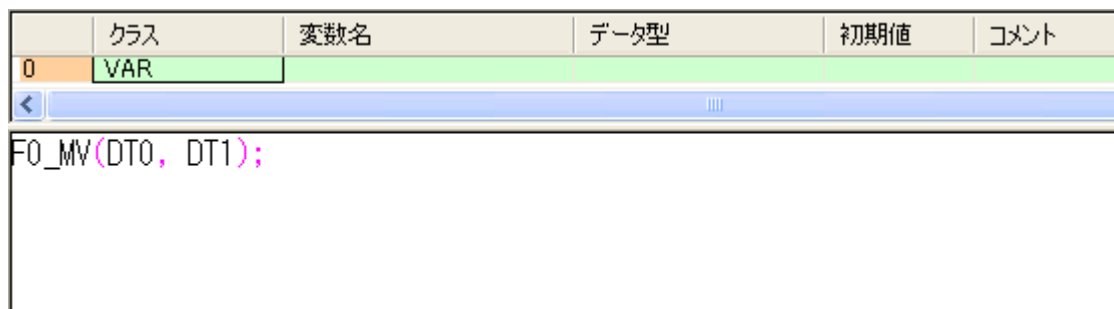 クラス 変数名 データ型 初期値 コメント
0 VAR
F0_MV(DT0, DT1);